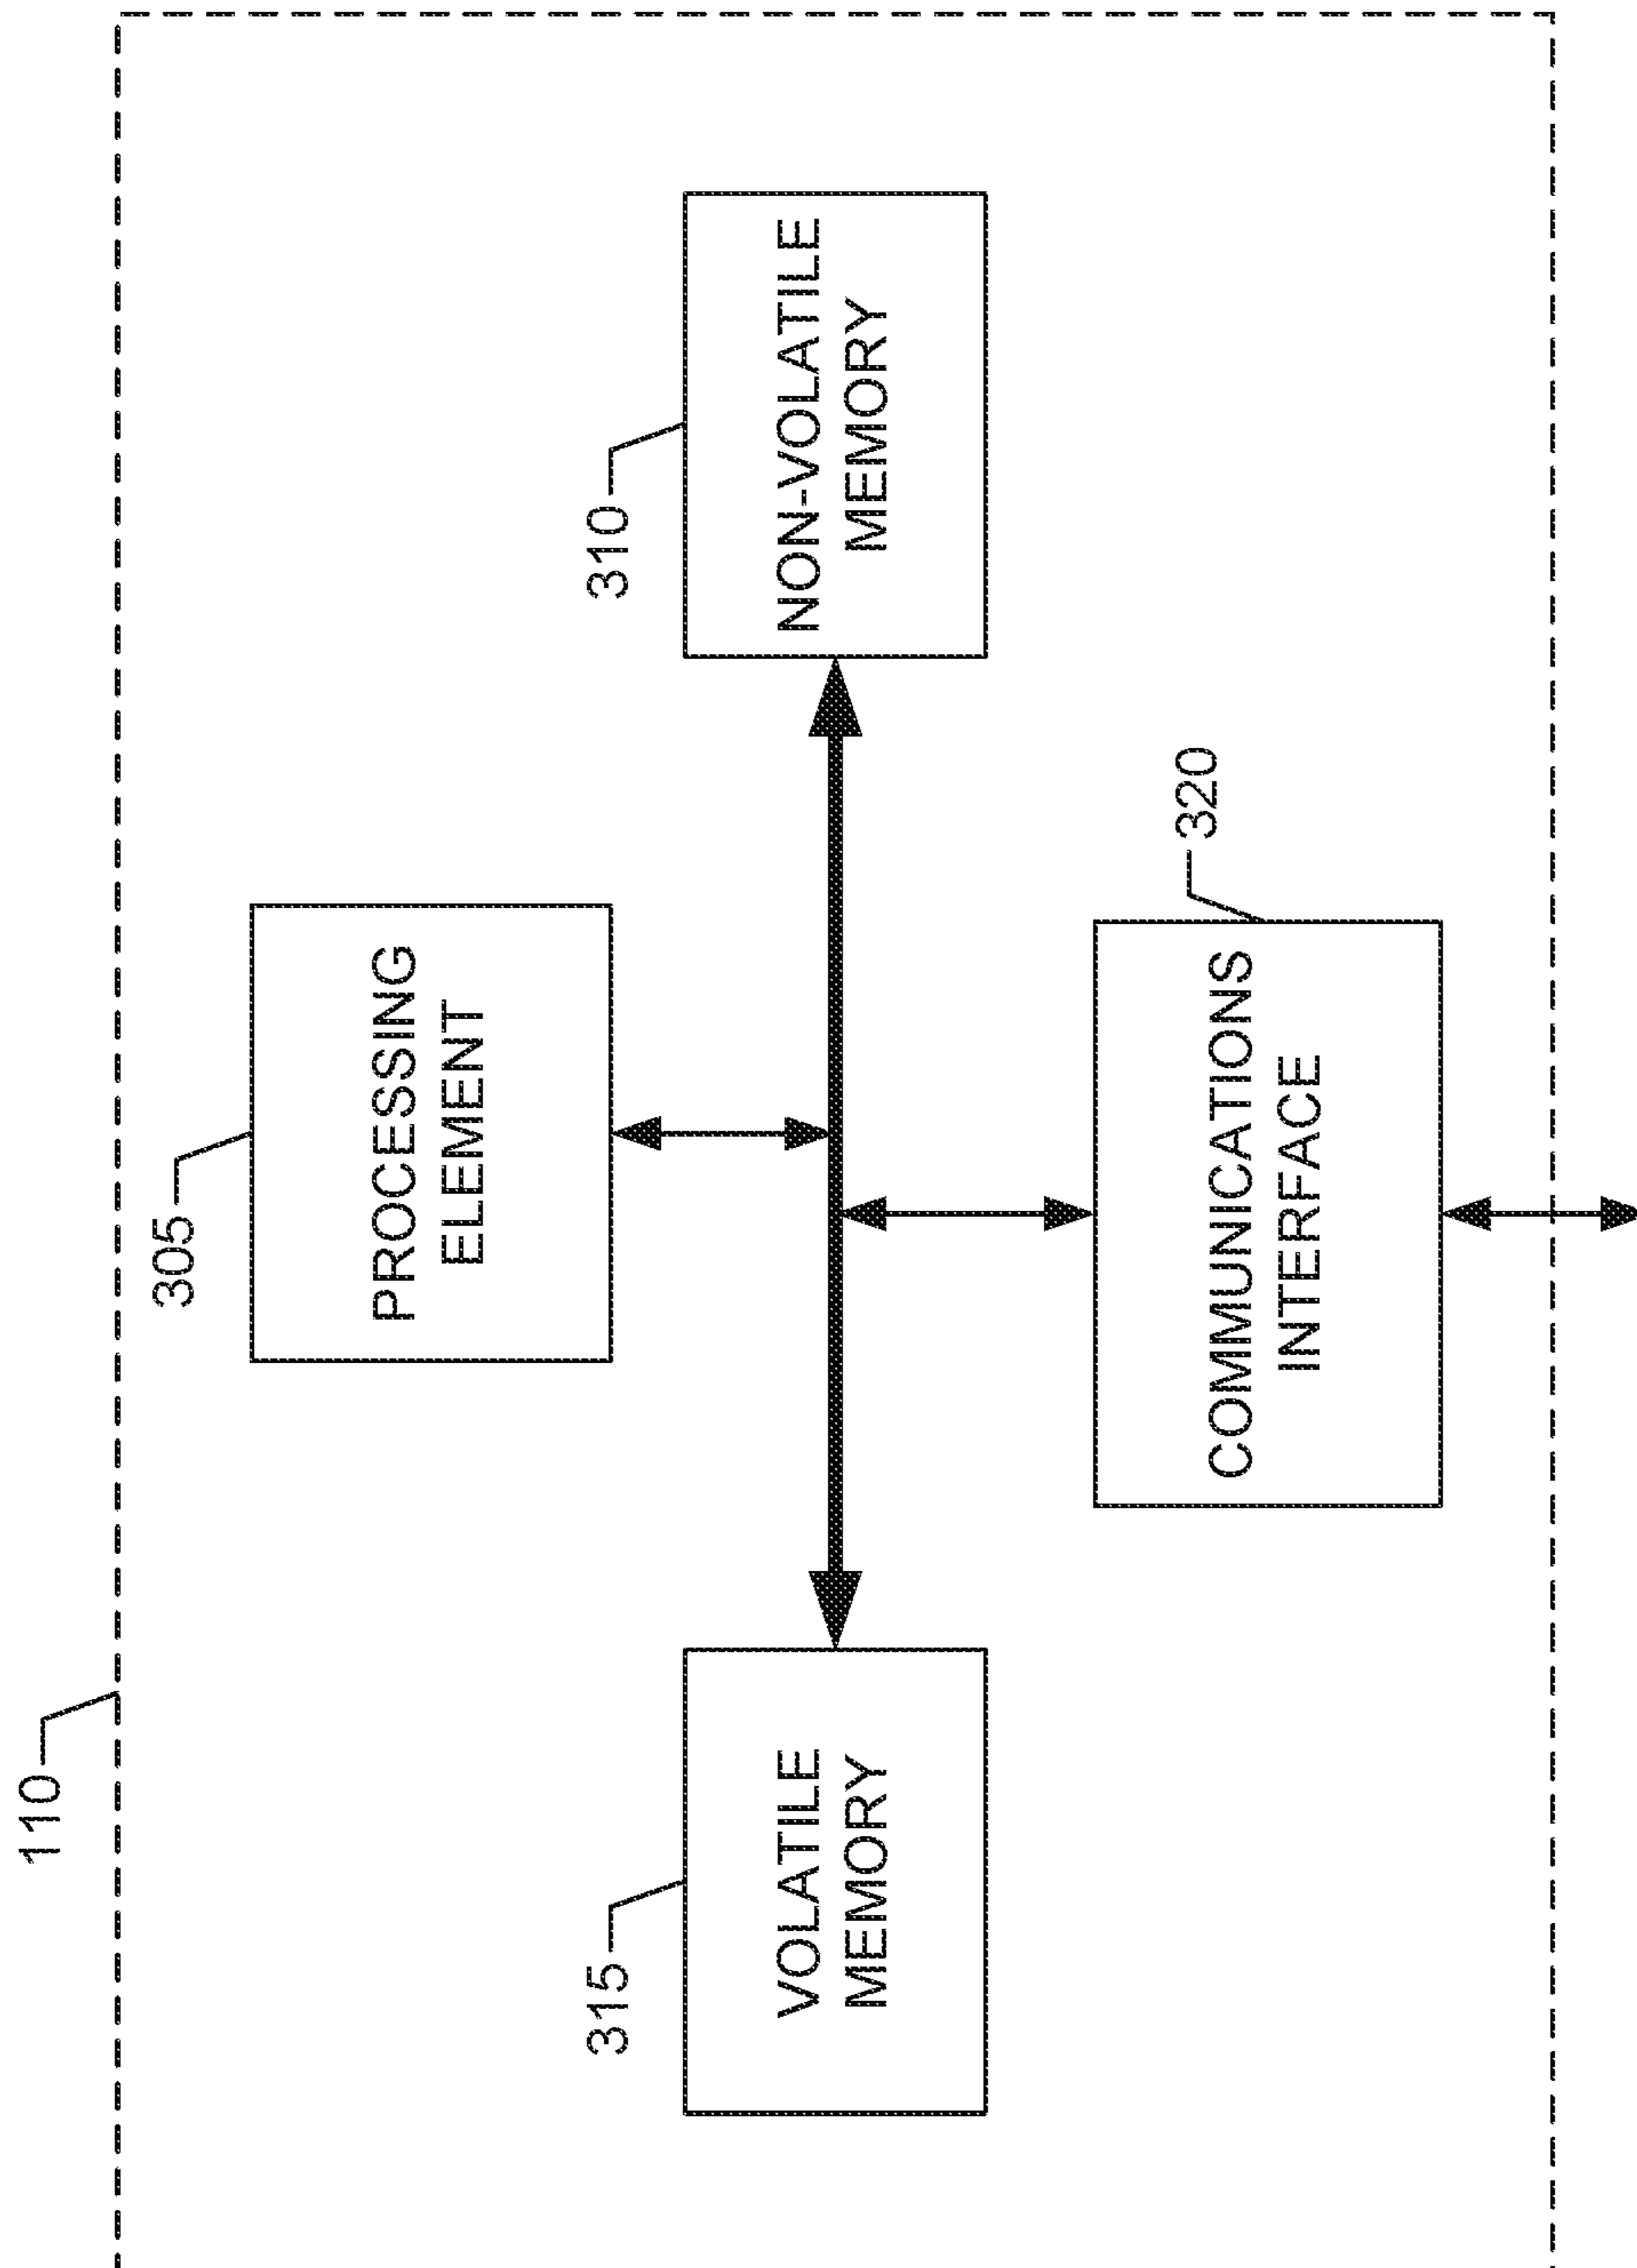 110
305
PROCESSING
ELEMENT
315
VOLATILE
MEMORY
310
NON-VOLATILE
MEMORY
320
COMMUNICATIONS
INTERFACE